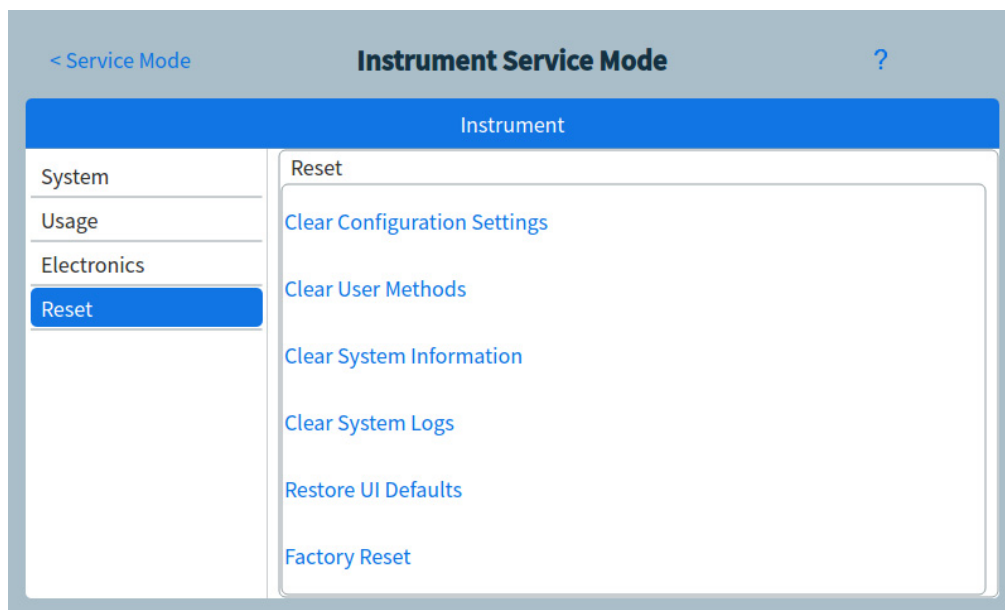 < Service Mode
Instrument Service Mode
?
Instrument
System
Usage
Electronics
Reset
Reset
Clear Configuration Settings
Clear User Methods
Clear System Information
Clear System Logs
Restore UI Defaults
Factory Reset